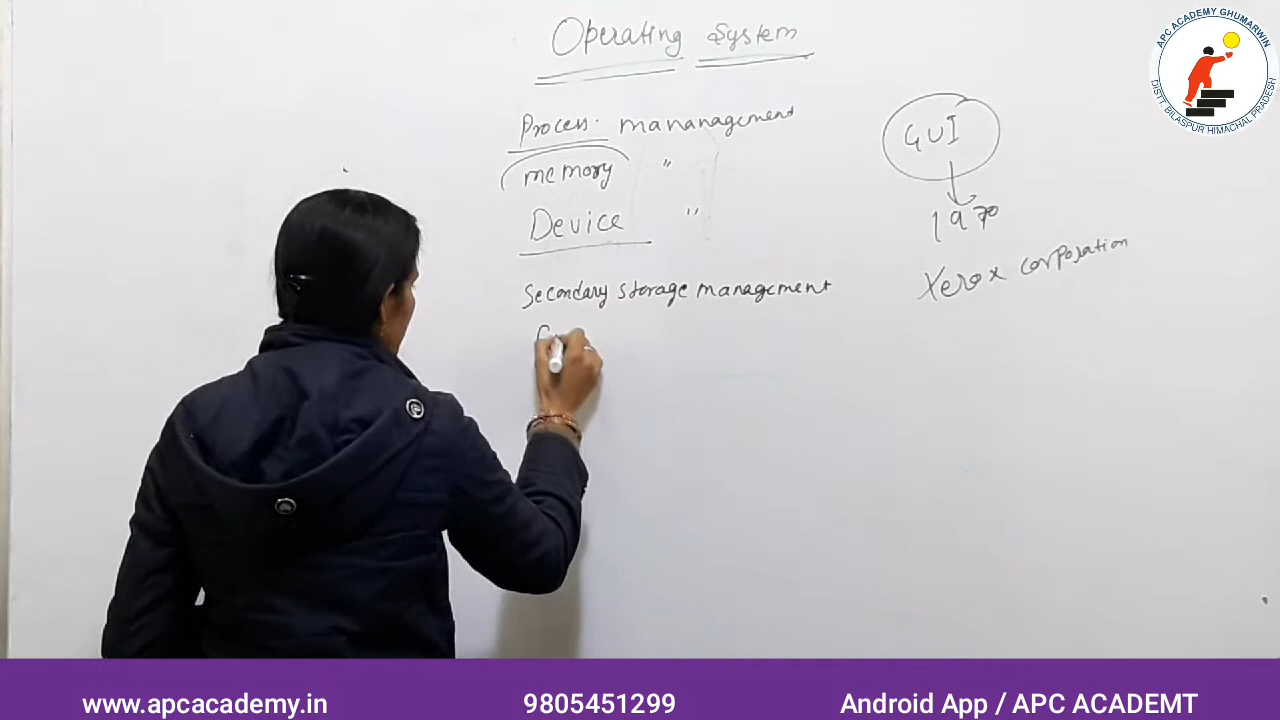 Operating System
Process. mananagement
memory "
Device "
Secondary storage management
GUI
1970
Xerox corporation
APC ACADEMY GHUMARWIN
DISTT. BILASPUR HIMACHAL PRADESH
www.apcacademy.in 9805451299 Android App / APC ACADEMT